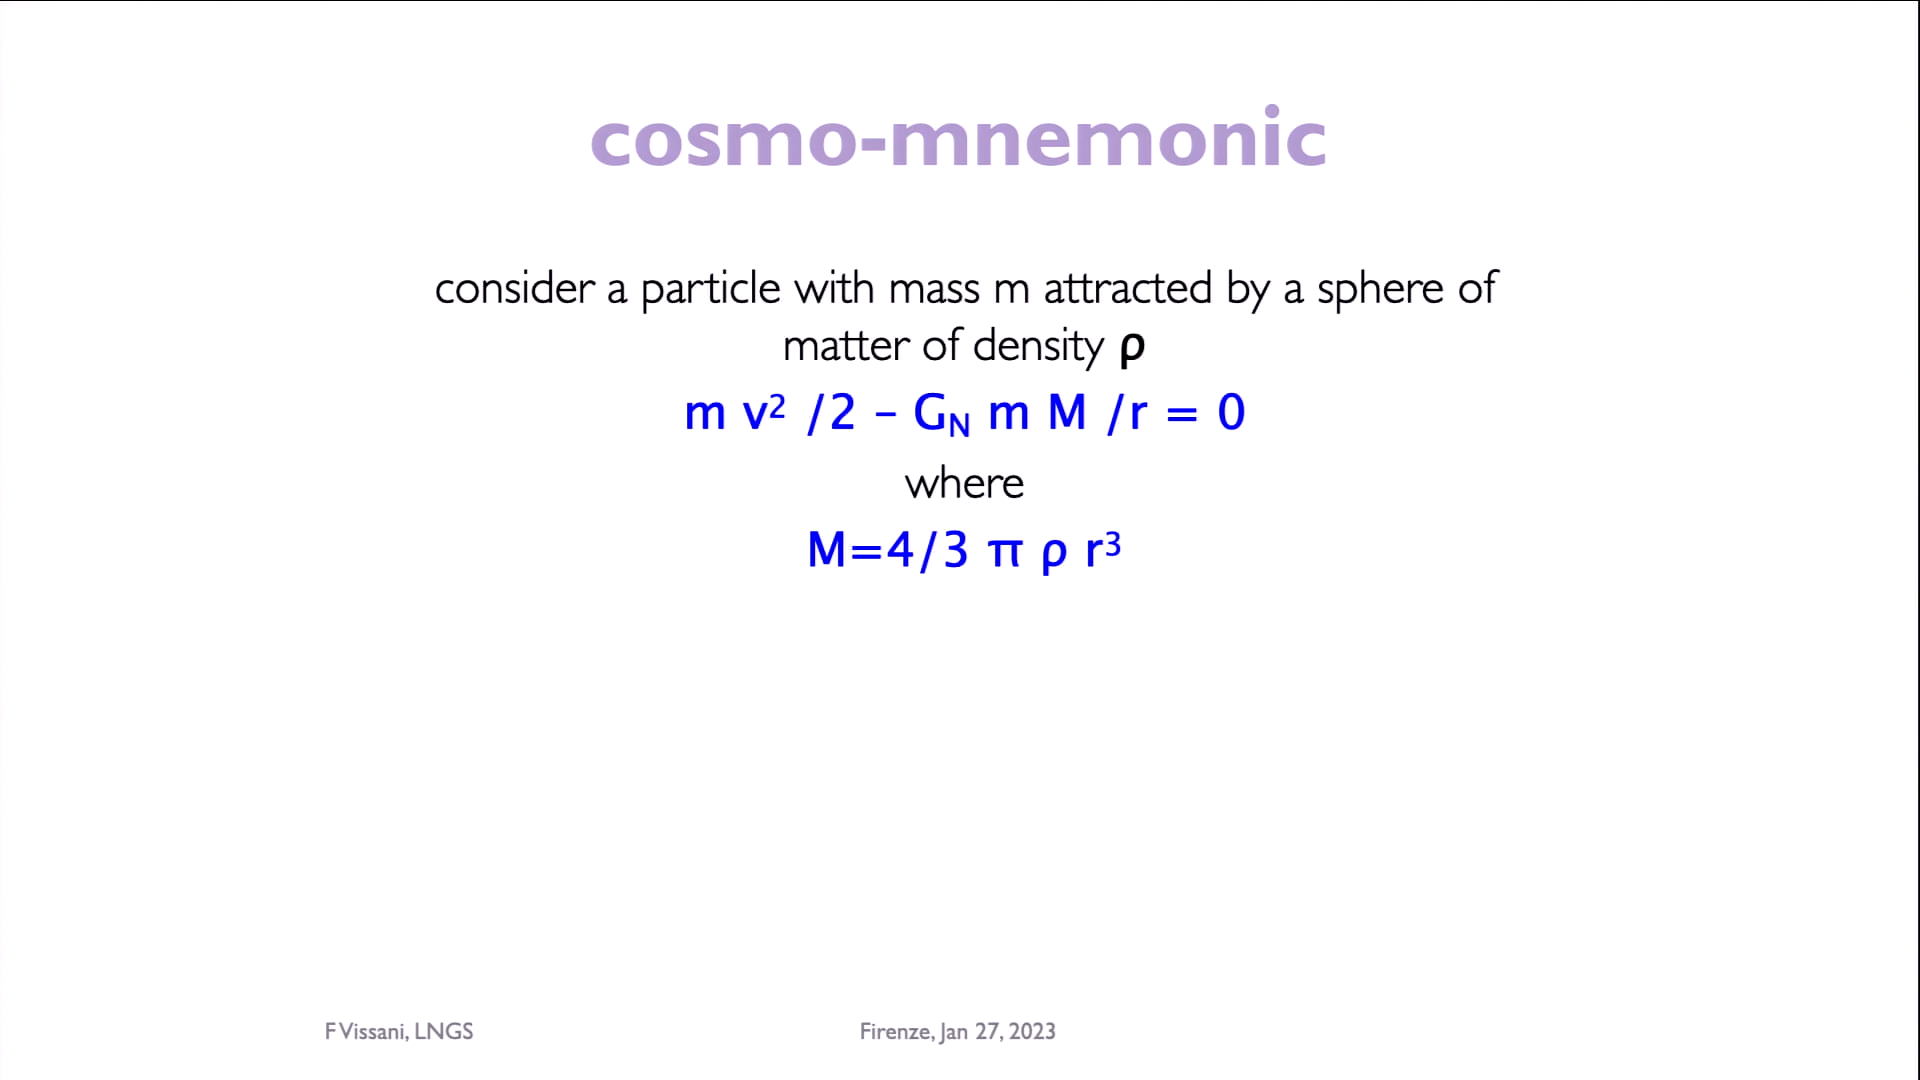 cosmo-mnemonic
consider a particle with mass m attracted by a sphere of
matter of density ρ
m v² /2 – G_N m M /r = 0
where
M=4/3 π ρ r³
F Vissani, LNGS
Firenze, Jan 27, 2023